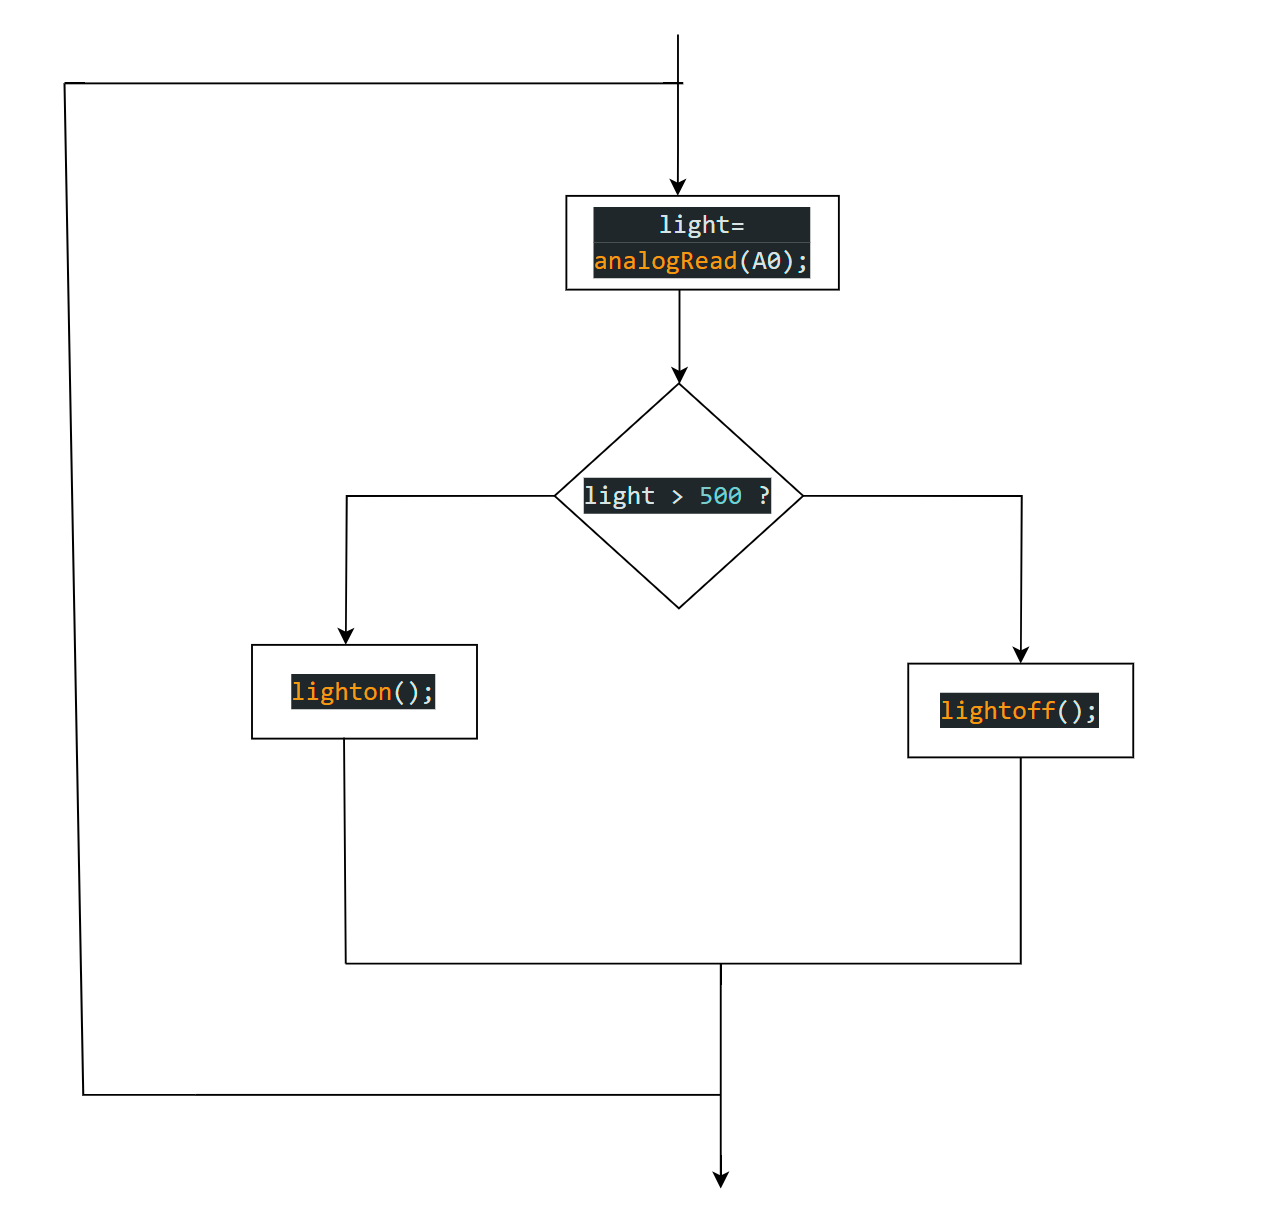 light=
analogRead(A0);
light > 500 ?
lighton();
lightoff();